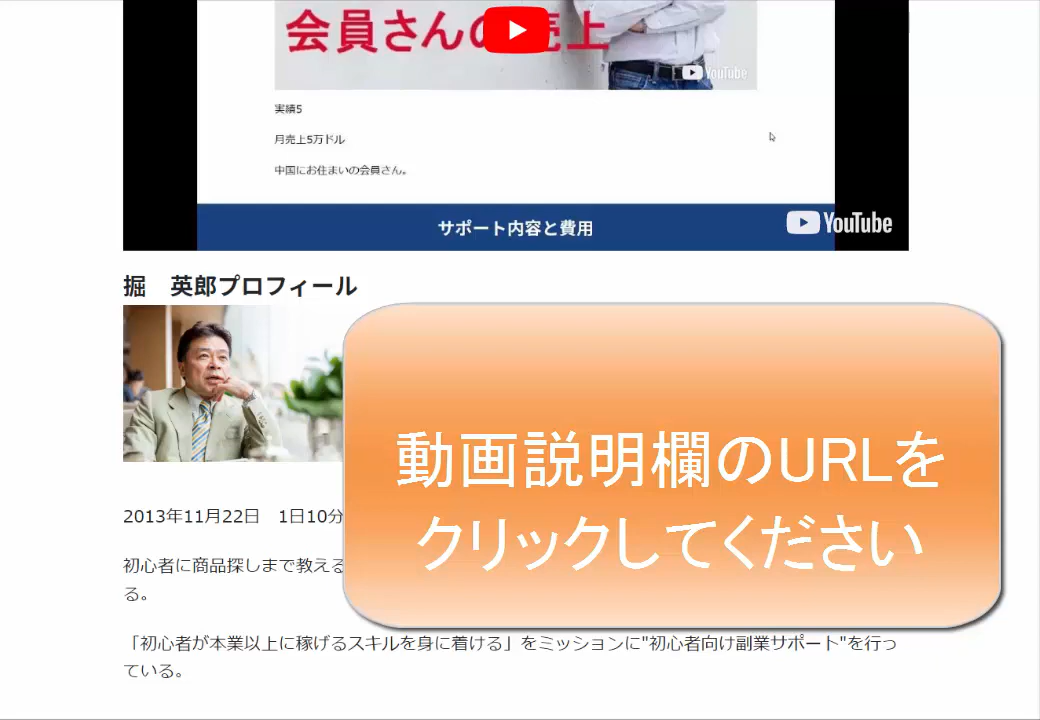 会員さんの売上
YouTube
実績5
月売上5万ドル
中国にお住まいの会員さん。
サポート内容と費用
YouTube
掘　英郎プロフィール
動画説明欄のURLを
クリックしてください
2013年11月22日　1日10分
初心者に商品探しまで教える
る。
「初心者が本業以上に稼げるスキルを身に着ける」をミッションに"初心者向け副業サポート"を行っ
ている。